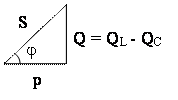 S
φ
Q = QL - QC
P